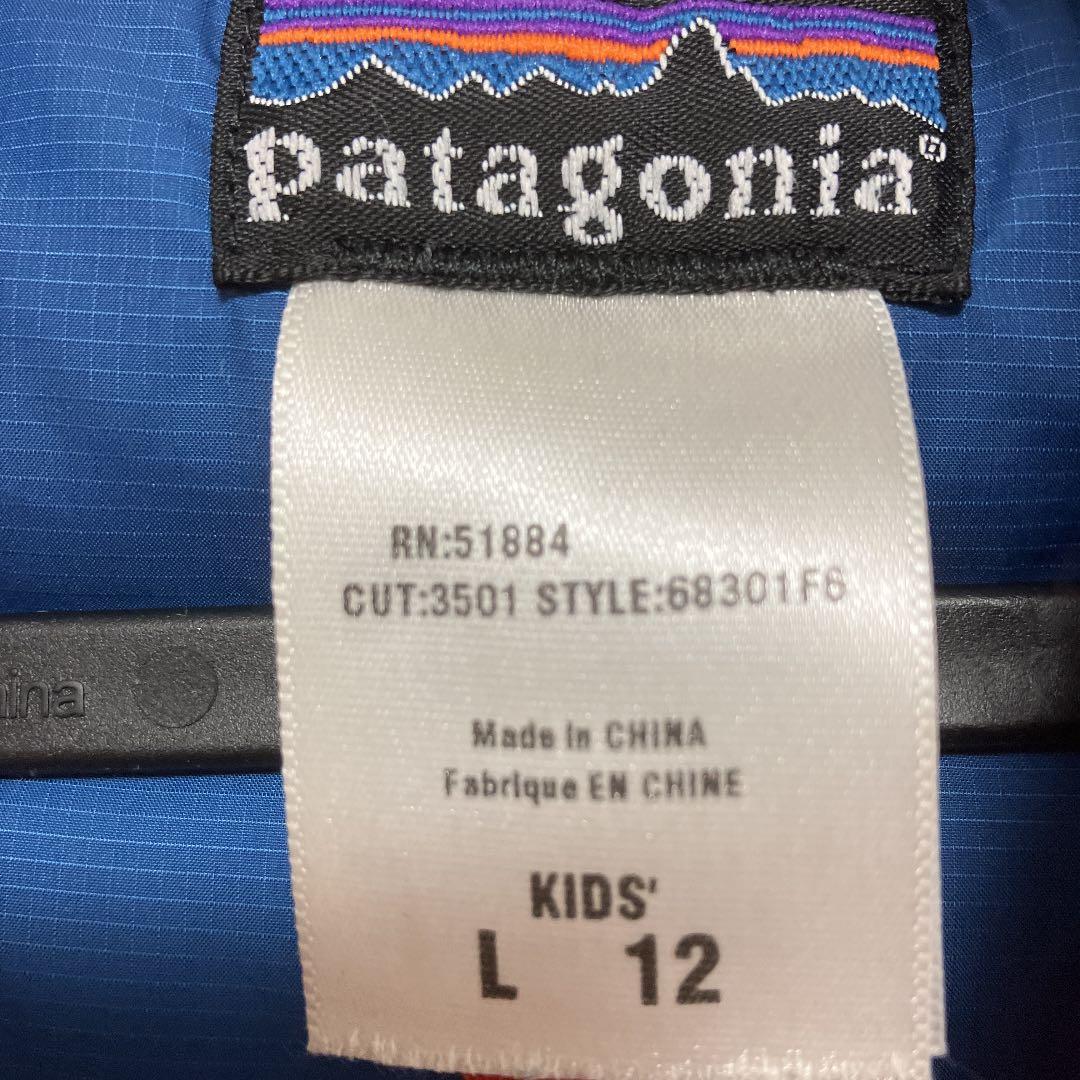 patagonia®
RN:51884
CUT:3501 STYLE:68301F6
Made in CHINA
Fabrique EN CHINE
KIDS'
L 12